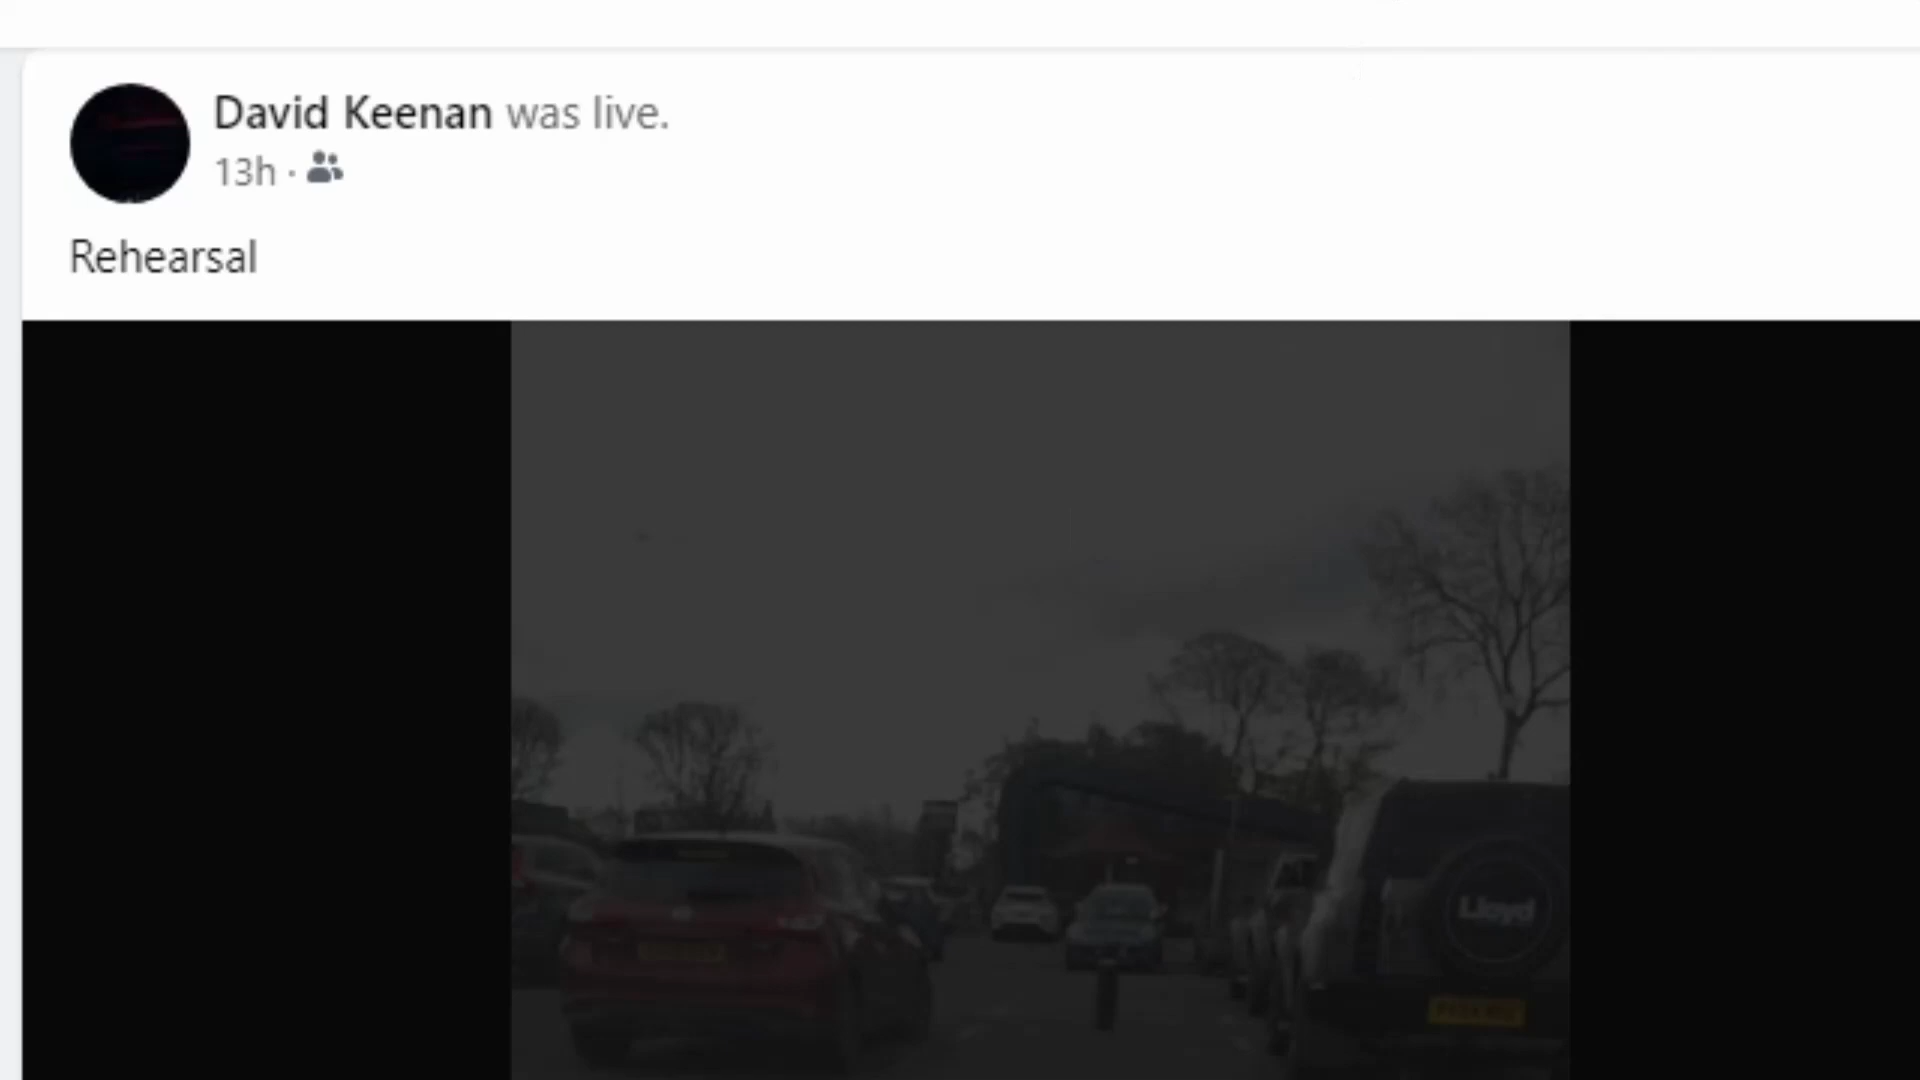 David Keenan was live.
13h ·
Rehearsal
Lloyd